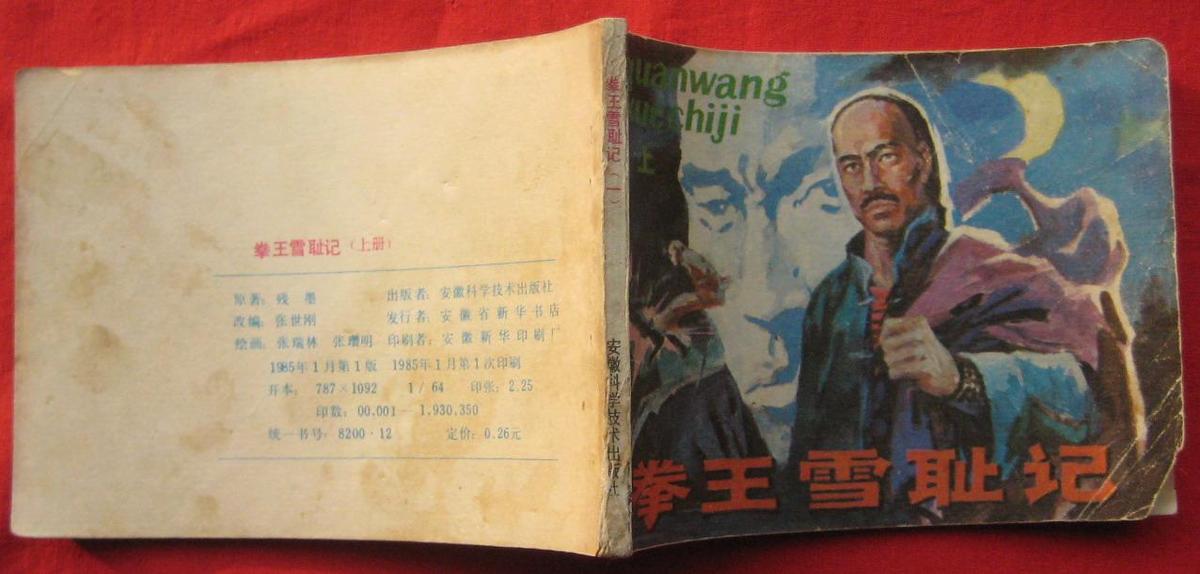 拳王雪耻记（上册）
原著：残 墨 出版者：安徽科学技术出版社
改编：张世刚 发行者：安徽省新华书店
绘画：张瑞林 张瓒明 印刷者：安徽新华印刷厂
1985年1月第1版 1985年1月第1次印刷
开本：787×1092 1/64 印张：2.25
印数：00,001—1,930,350
统一书号：8200·12 定价：0.26元
拳王雪耻记（一）
安徽科学技术出版社
quanwang
xuechiji
上
拳王雪耻记